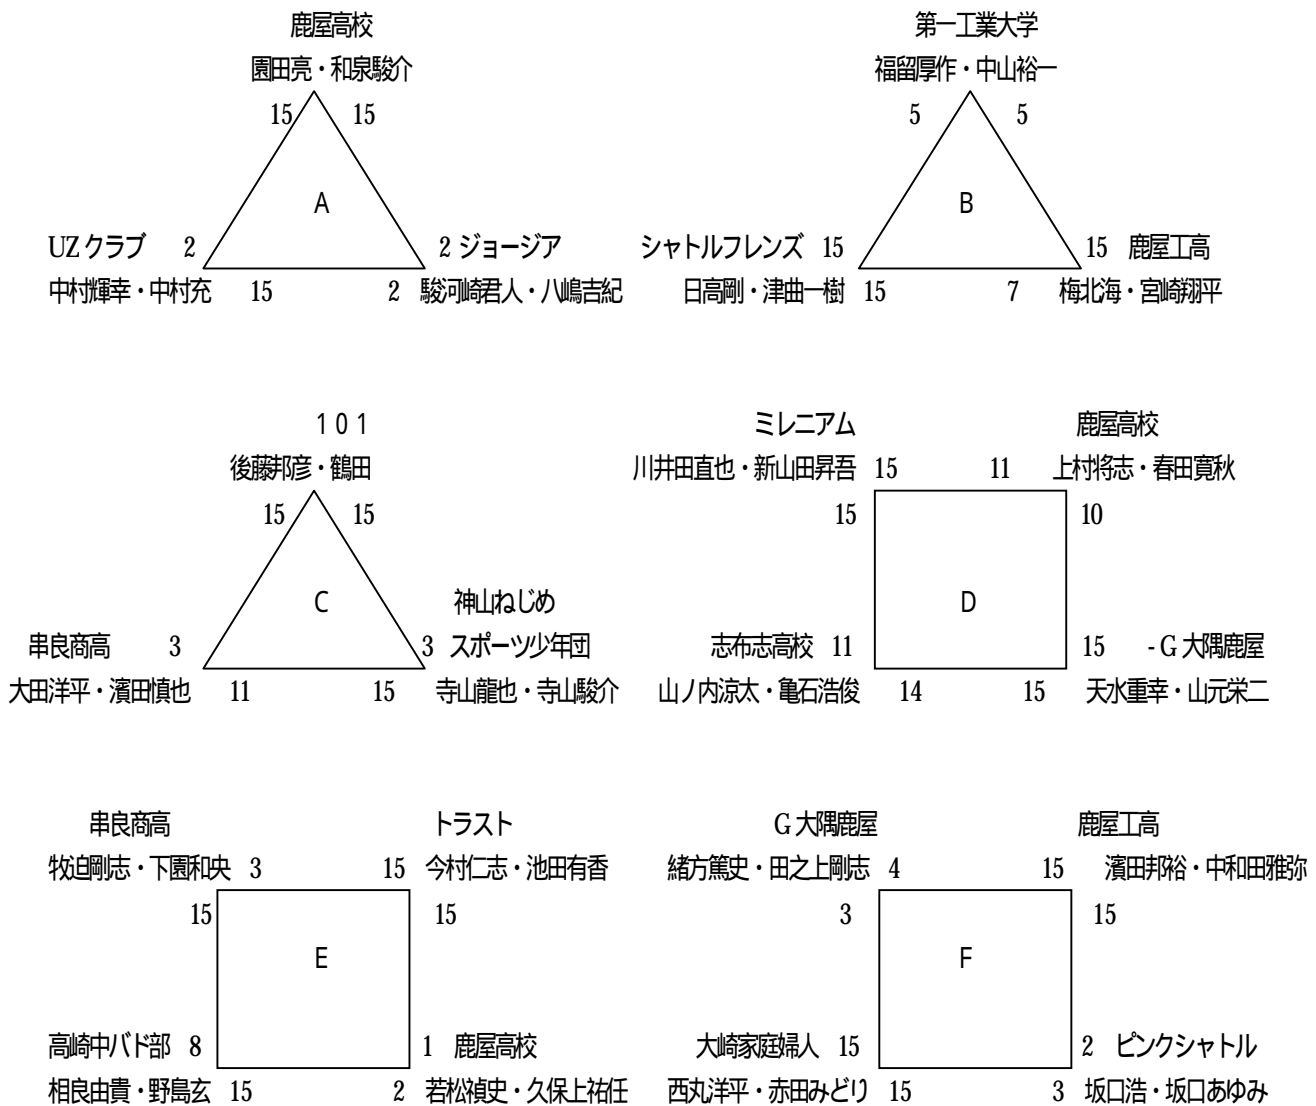 鹿屋高校 第一工業大学
園田亮・和泉駿介 福留厚作・中山裕一
15 15 5 5
A B
UZクラブ 2 2 ジョージア シャトルフレンズ 15 15 鹿屋工高
中村輝幸・中村充 15 2 駿河崎君人・八嶋吉紀 日高剛・津曲一樹 15 7 梅北海・宮崎翔平
１０１ ミレニアム 鹿屋高校
後藤邦彦・鶴田 川井田直也・新山田昇吾 15 11 上村将志・春田寛秋
15 15 15 10
C 神山ねじめ D
串良商高 3 3 スポーツ少年団 志布志高校 11 15 -G大隅鹿屋
大田洋平・濱田慎也 11 15 寺山龍也・寺山駿介 山ノ内涼太・亀石浩俊 14 15 天水重幸・山元栄二
串良商高 トラスト G大隅鹿屋 鹿屋工高
牧迫剛志・下園和央 3 15 今村仁志・池田有香 緒方篤史・田之上剛志 4 15 濱田邦裕・中和田雅弥
15 15 3 15
E F
高崎中バド部 8 1 鹿屋高校 大崎家庭婦人 15 2 ピンクシャトル
相良由貴・野島玄 15 2 若松禎史・久保上祐任 西丸洋平・赤田みどり 15 3 坂口浩・坂口あゆみ